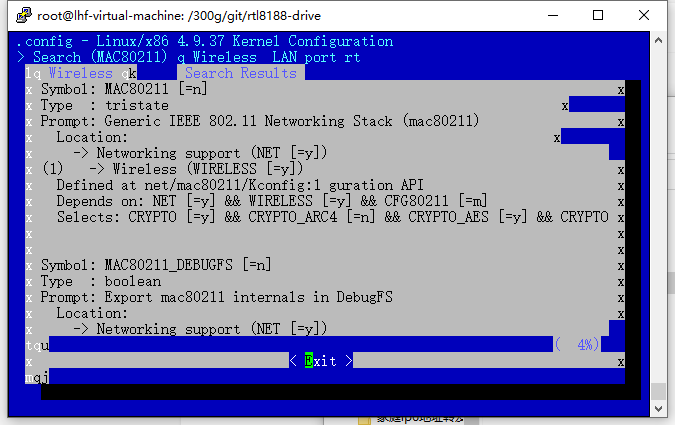 root@lhf-virtual-machine: /300g/git/rtl8188-drive
.config - Linux/x86 4.9.37 Kernel Configuration
> Search (MAC80211) q Wireless  LAN port rt
lq Wireless ck      Search Results
x Symbol: MAC80211 [=n] x
x Type  : tristate x
x Prompt: Generic IEEE 802.11 Networking Stack (mac80211) x
x   Location: x
x     -> Networking support (NET [=y])
x (1)   -> Wireless (WIRELESS [=y]) x
x   Defined at net/mac80211/Kconfig:1 guration API x
x   Depends on: NET [=y] && WIRELESS [=y] && CFG80211 [=m] x
x   Selects: CRYPTO [=y] && CRYPTO_ARC4 [=n] && CRYPTO_AES [=y] && CRYPTO x
x x
x x
x Symbol: MAC80211_DEBUGFS [=n] x
x Type  : boolean x
x Prompt: Export mac80211 internals in DebugFS x
x   Location: x
x     -> Networking support (NET [=y])
tqu (  4%)
x < Exit > x
mqj